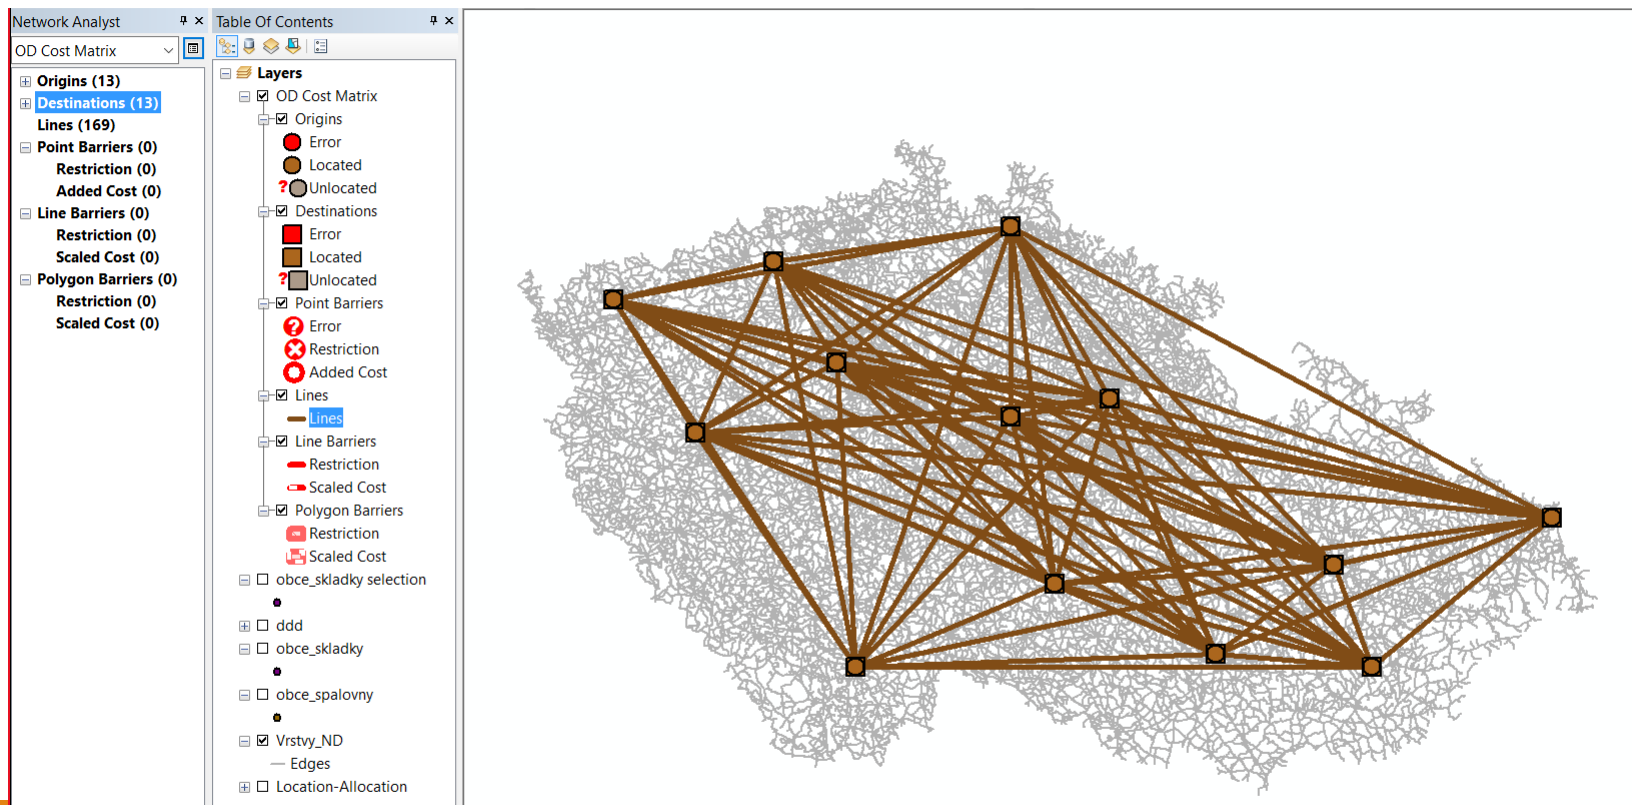 Network Analyst
OD Cost Matrix
Origins (13)
Destinations (13)
Lines (169)
Point Barriers (0)
Restriction (0)
Added Cost (0)
Line Barriers (0)
Restriction (0)
Scaled Cost (0)
Polygon Barriers (0)
Restriction (0)
Scaled Cost (0)
Table Of Contents
Layers
OD Cost Matrix
Origins
Error
Located
? Unlocated
Destinations
Error
Located
? Unlocated
Point Barriers
? Error
Restriction
Added Cost
Lines
Lines
Line Barriers
Restriction
Scaled Cost
Polygon Barriers
Restriction
Scaled Cost
obce_skladky selection
ddd
obce_skladky
obce_spalovny
Vrstvy_ND
Edges
Location-Allocation